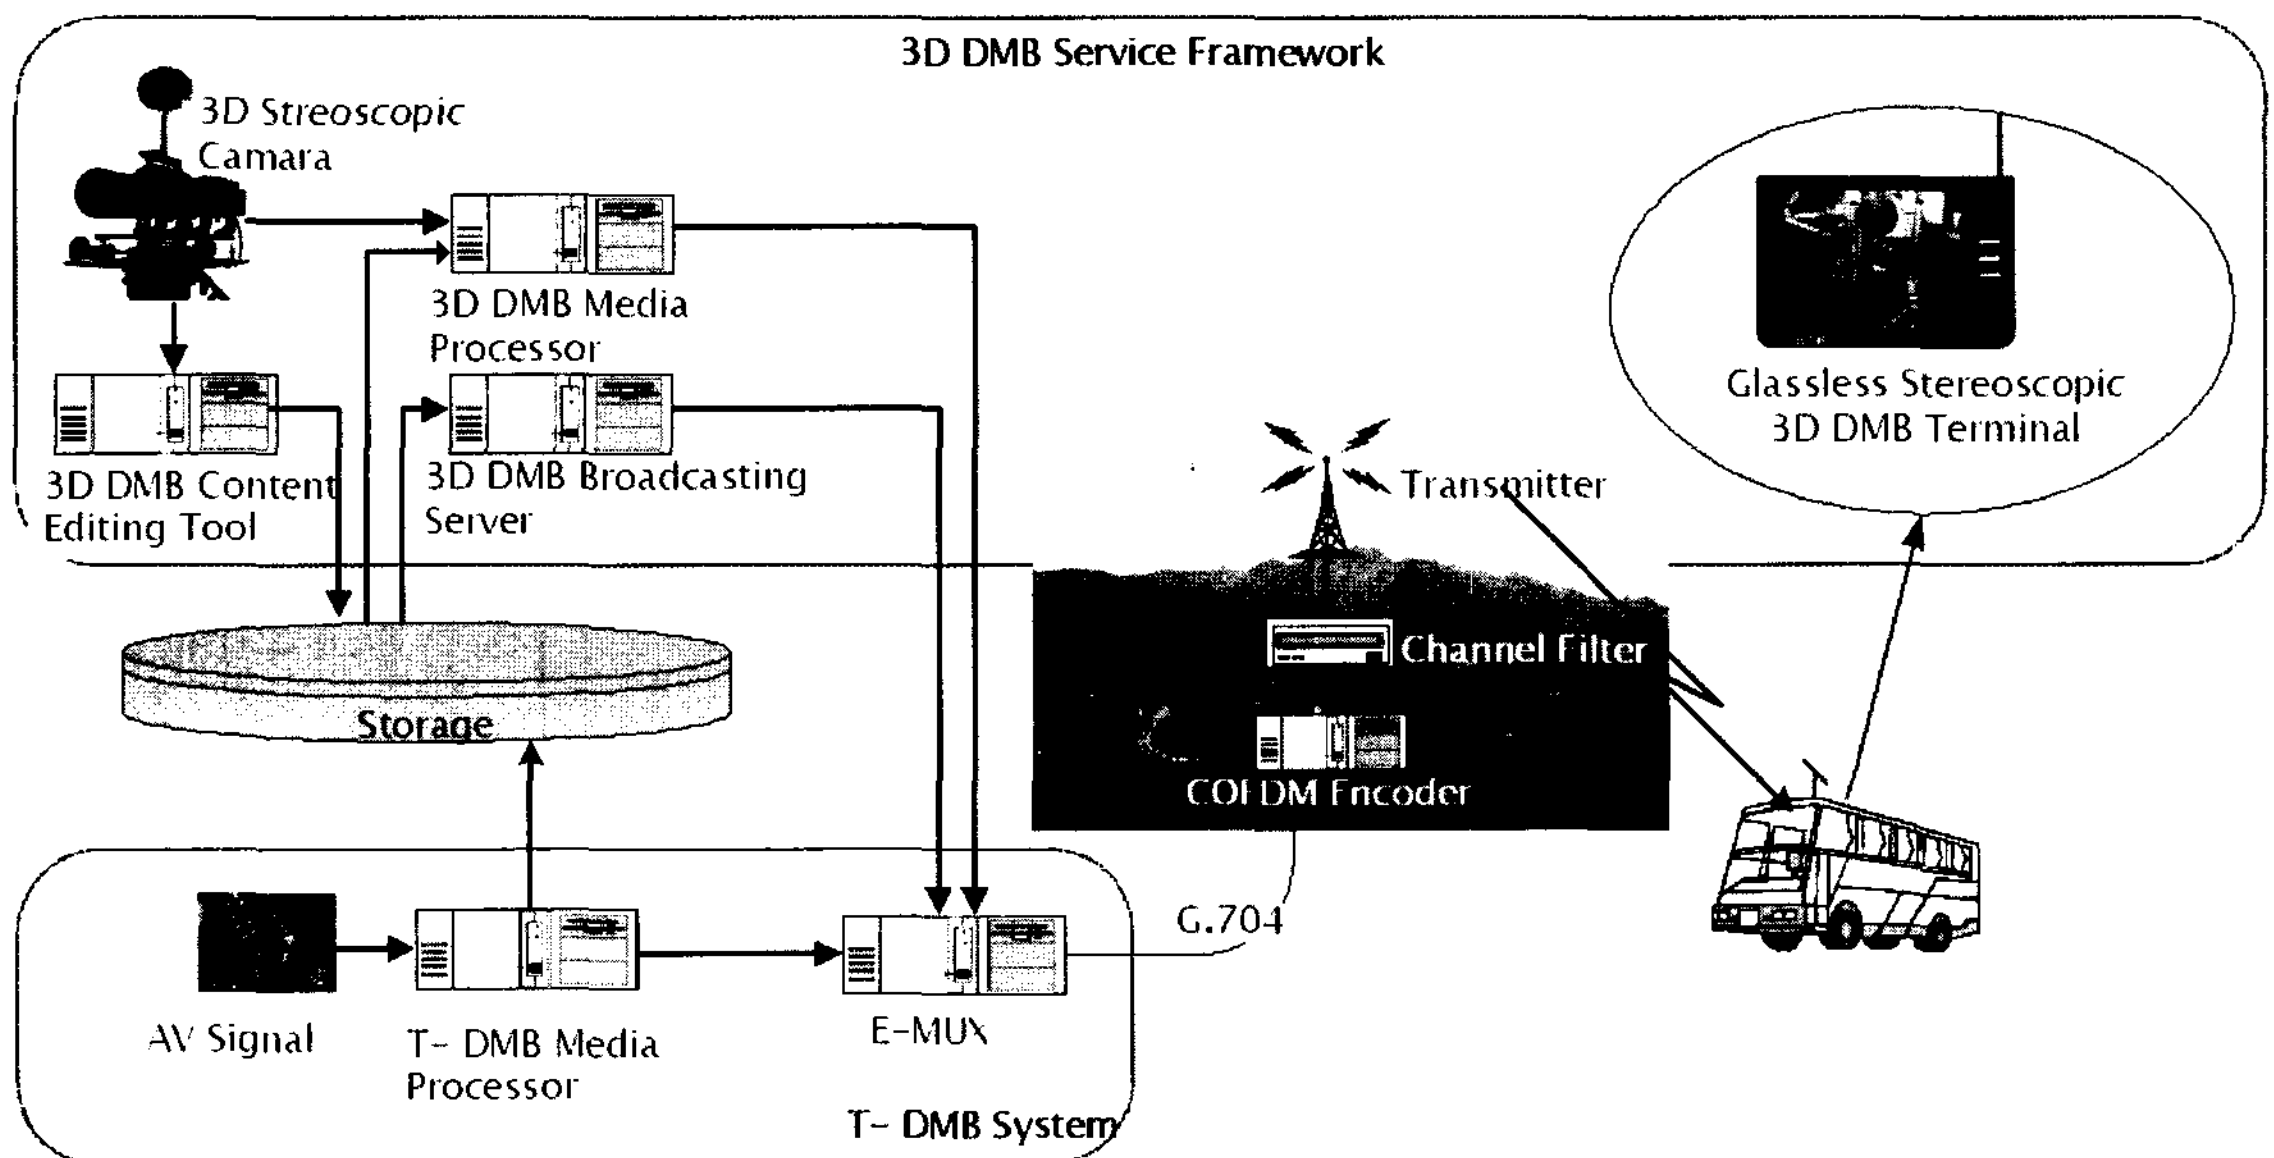 3D DMB Service Framework
3D Streoscopic
Camara
3D DMB Media
Processor
Glassless Stereoscopic
3D DMB Terminal
3D DMB Content
Editing Tool
3D DMB Broadcasting
Server
Transmitter
Channel Filter
Storage
COFDM Encoder
G.704
AV Signal
T- DMB Media
Processor
E-MUX
T- DMB System